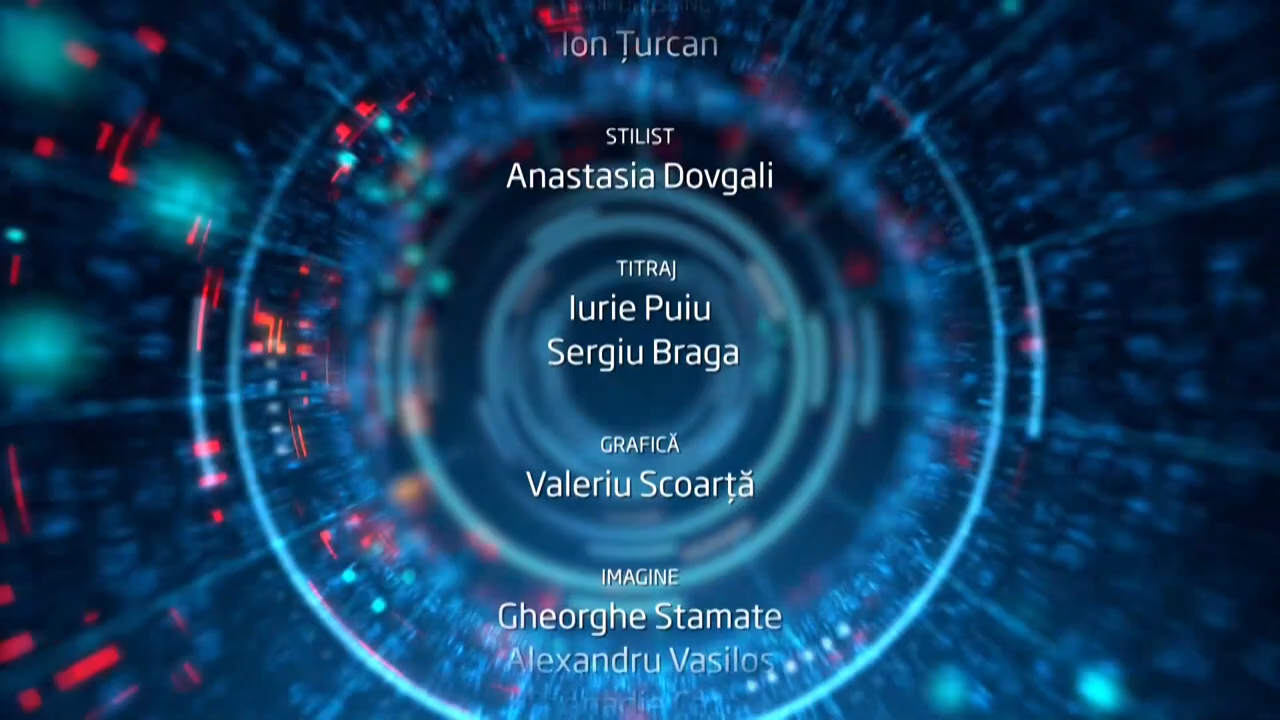 Ion Țurcan
STILIST
Anastasia Dovgali
TITRAJ
Iurie Puiu
Sergiu Braga
GRAFICĂ
Valeriu Scoarță
IMAGINE
Gheorghe Stamate
Alexandru Vasilos